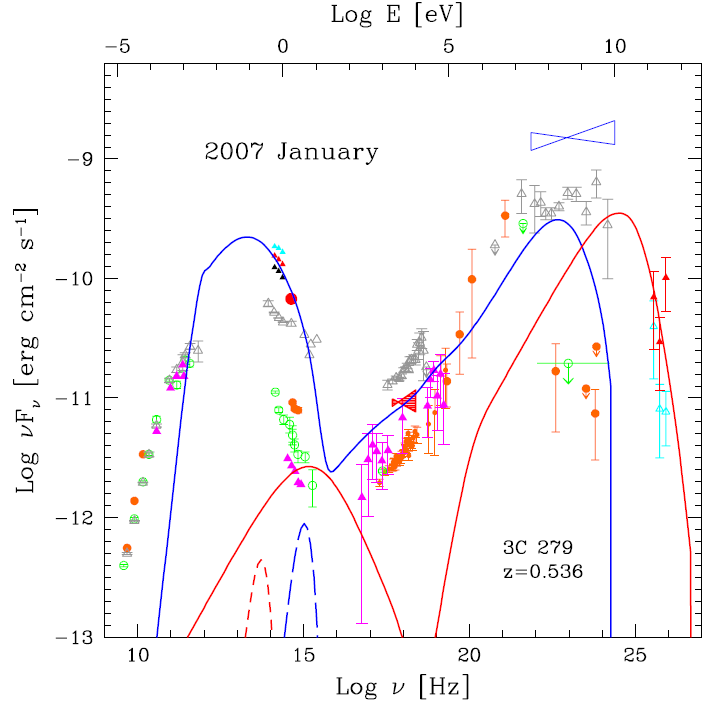 Log E [eV]
−5 0 5 10
2007 January
−9
−10
−11
−12
−13
Log νFν [erg cm−2 s−1]
3C 279
z=0.536
10 15 20 25
Log ν [Hz]